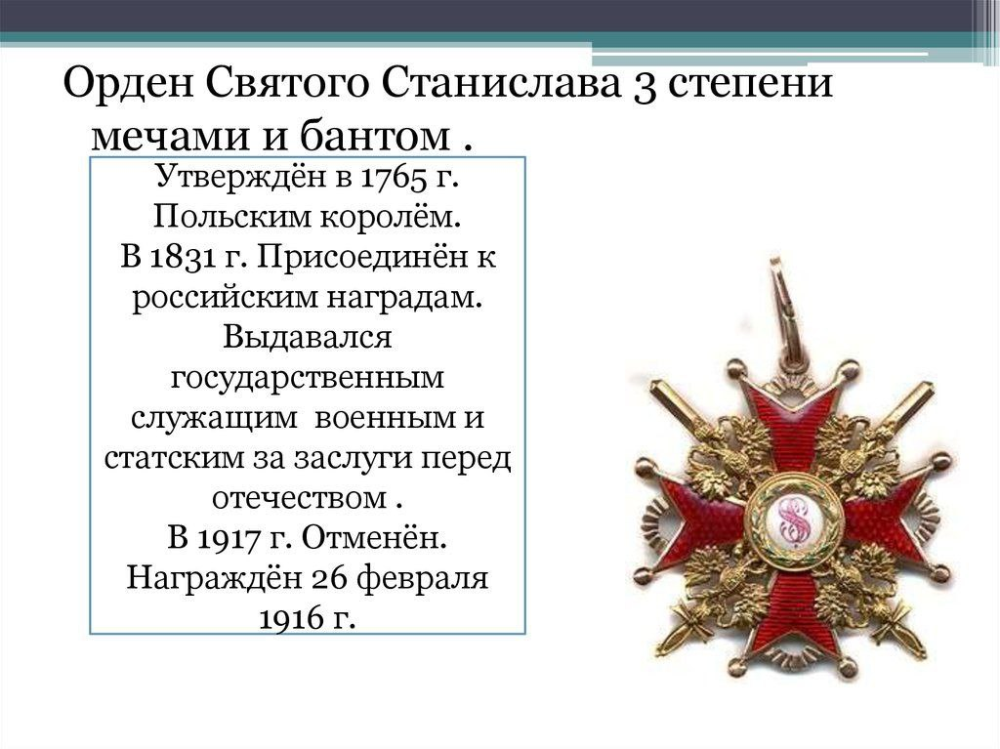 Орден Святого Станислава 3 степени
мечами и бантом .
Утверждён в 1765 г.
Польским королём.
В 1831 г. Присоединён к
российским наградам.
Выдавался
государственным
служащим  военным и
статским за заслуги перед
отечеством .
В 1917 г. Отменён.
Награждён 26 февраля
1916 г.